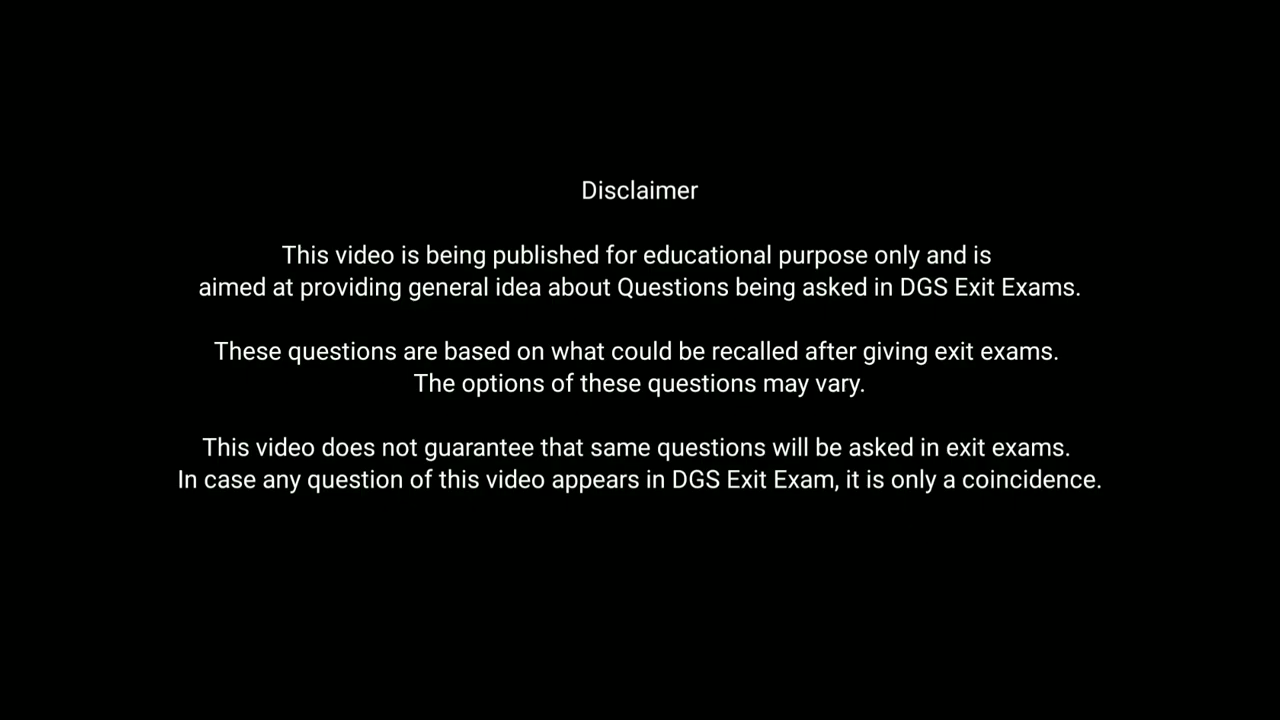 Disclaimer
This video is being published for educational purpose only and is
aimed at providing general idea about Questions being asked in DGS Exit Exams.
These questions are based on what could be recalled after giving exit exams.
The options of these questions may vary.
This video does not guarantee that same questions will be asked in exit exams.
In case any question of this video appears in DGS Exit Exam, it is only a coincidence.